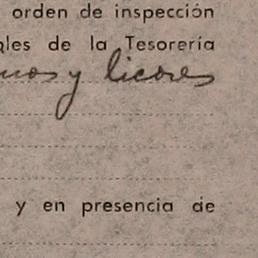 orden de inspección
les de la Tesorería
nos y licores
y en presencia de